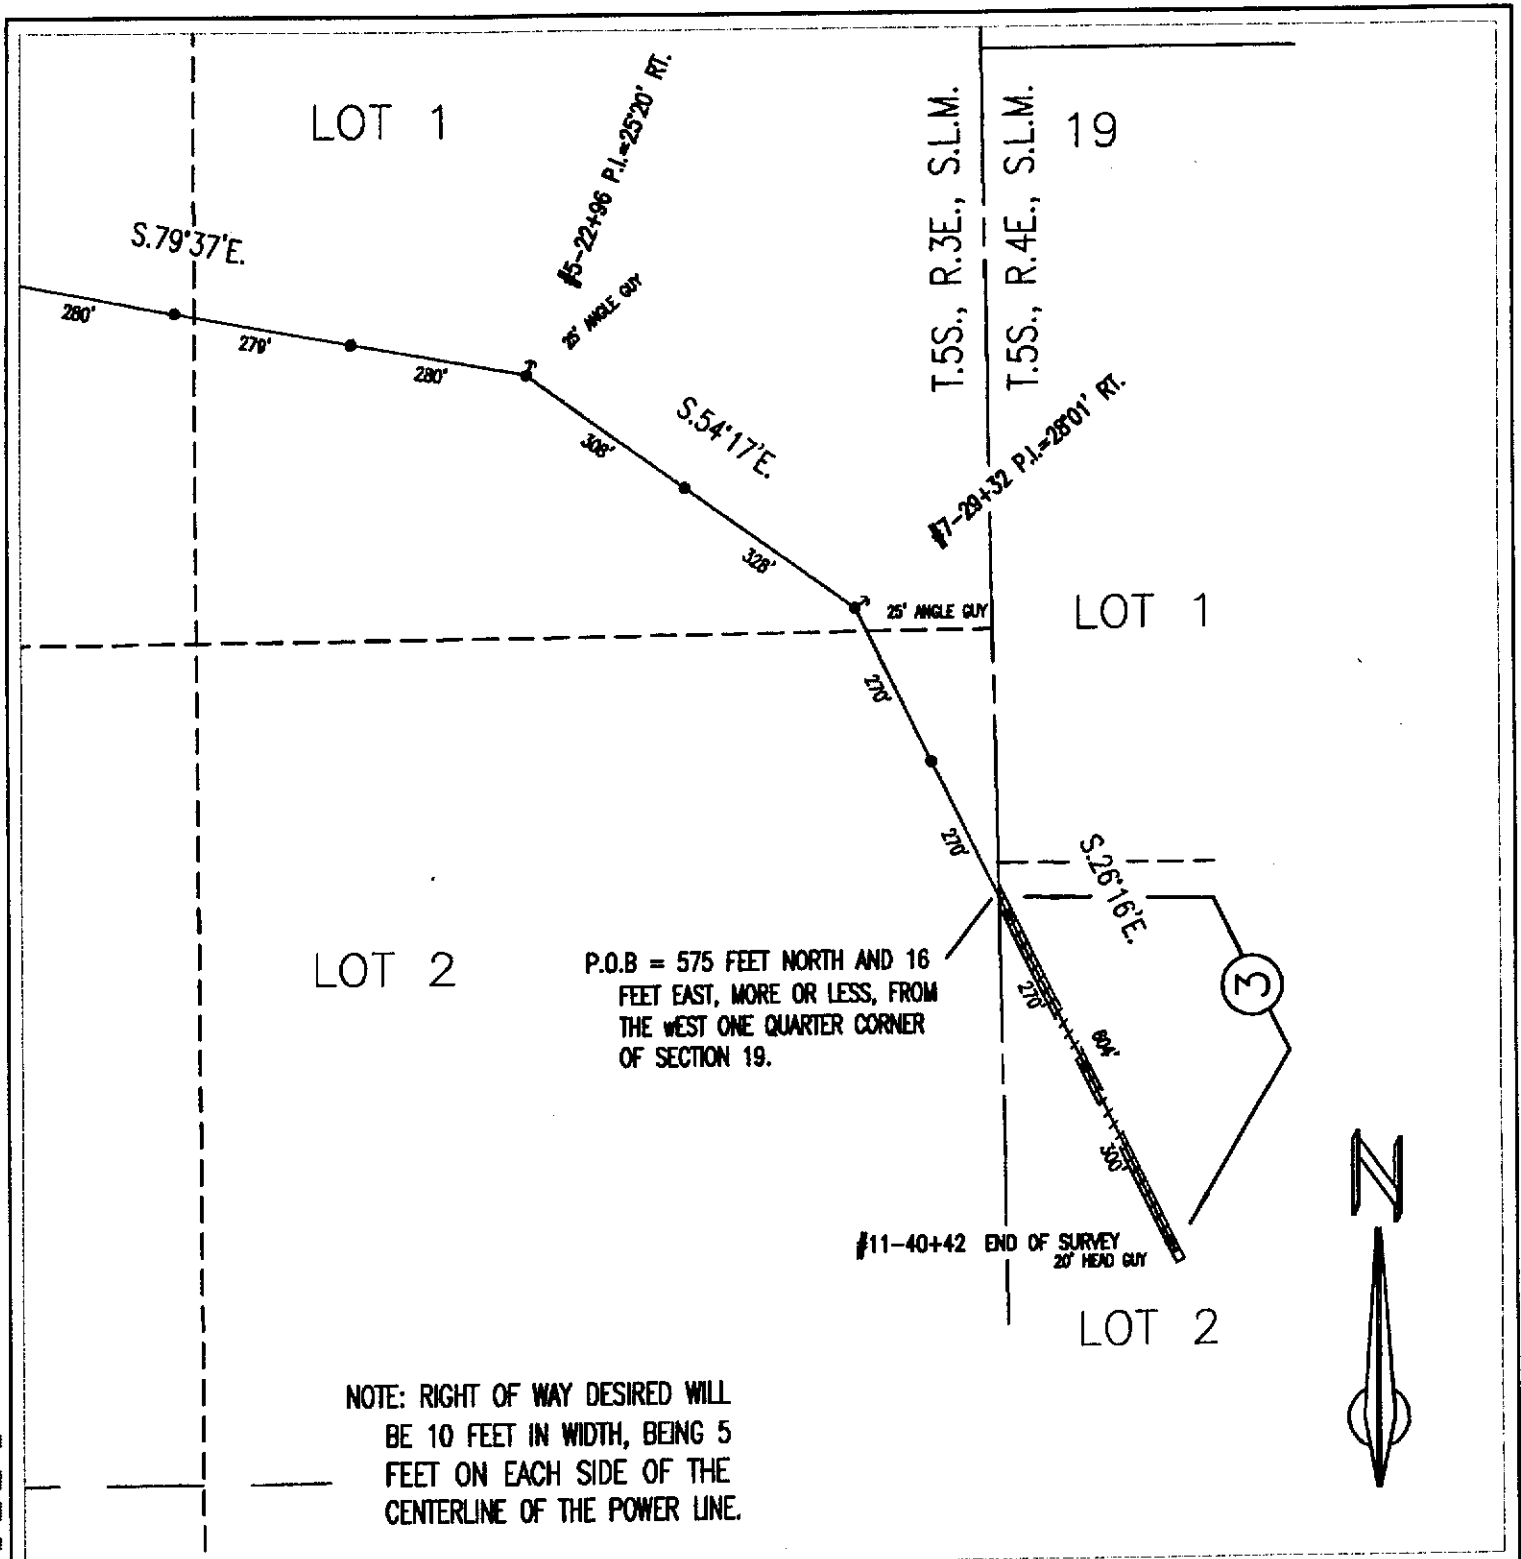 LOT 1
#5-22+96 P.I.=25°20' RT.
T.5S., R.3E., S.L.M.
T.5S., R.4E., S.L.M.
19
S.79°37'E.
25' ANGLE GUY
280'
279'
280'
S.54°17'E.
308'
328'
#7-29+32 P.I.=28°01' RT.
25' ANGLE GUY
LOT 1
270'
270'
S.26°16'E.
LOT 2
P.O.B = 575 FEET NORTH AND 16
FEET EAST, MORE OR LESS, FROM
THE WEST ONE QUARTER CORNER
OF SECTION 19.
270'
604'
3
300'
N
#11-40+42 END OF SURVEY
20' HEAD GUY
LOT 2
NOTE: RIGHT OF WAY DESIRED WILL
BE 10 FEET IN WIDTH, BEING 5
FEET ON EACH SIDE OF THE
CENTERLINE OF THE POWER LINE.